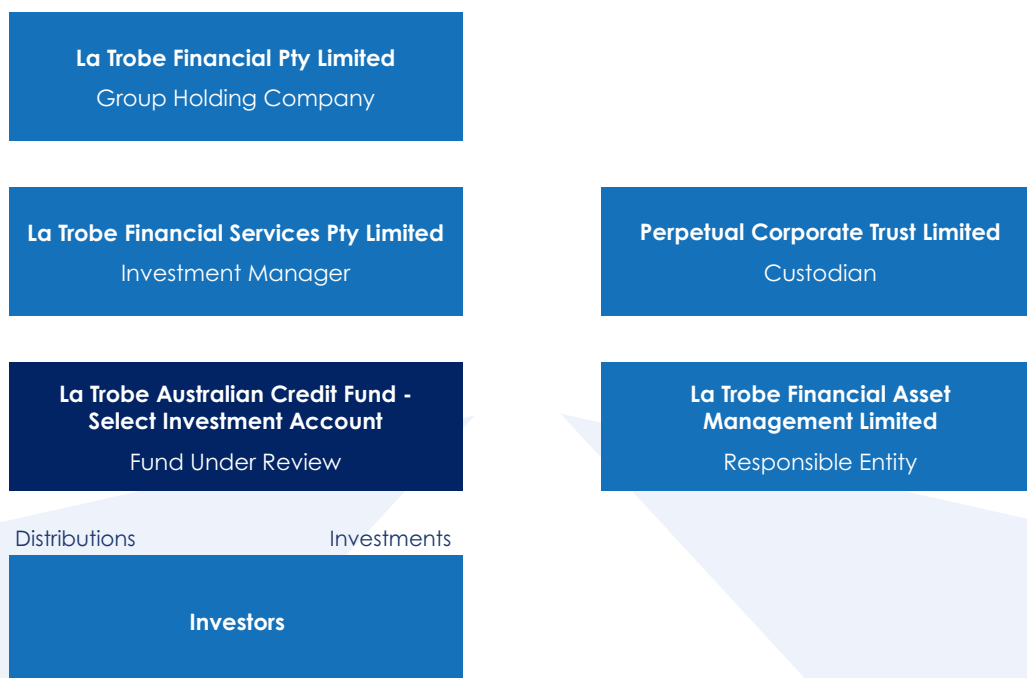 La Trobe Financial Pty Limited
Group Holding Company
La Trobe Financial Services Pty Limited
Investment Manager
Perpetual Corporate Trust Limited
Custodian
La Trobe Australian Credit Fund -
Select Investment Account
Fund Under Review
La Trobe Financial Asset
Management Limited
Responsible Entity
Distributions
Investments
Investors